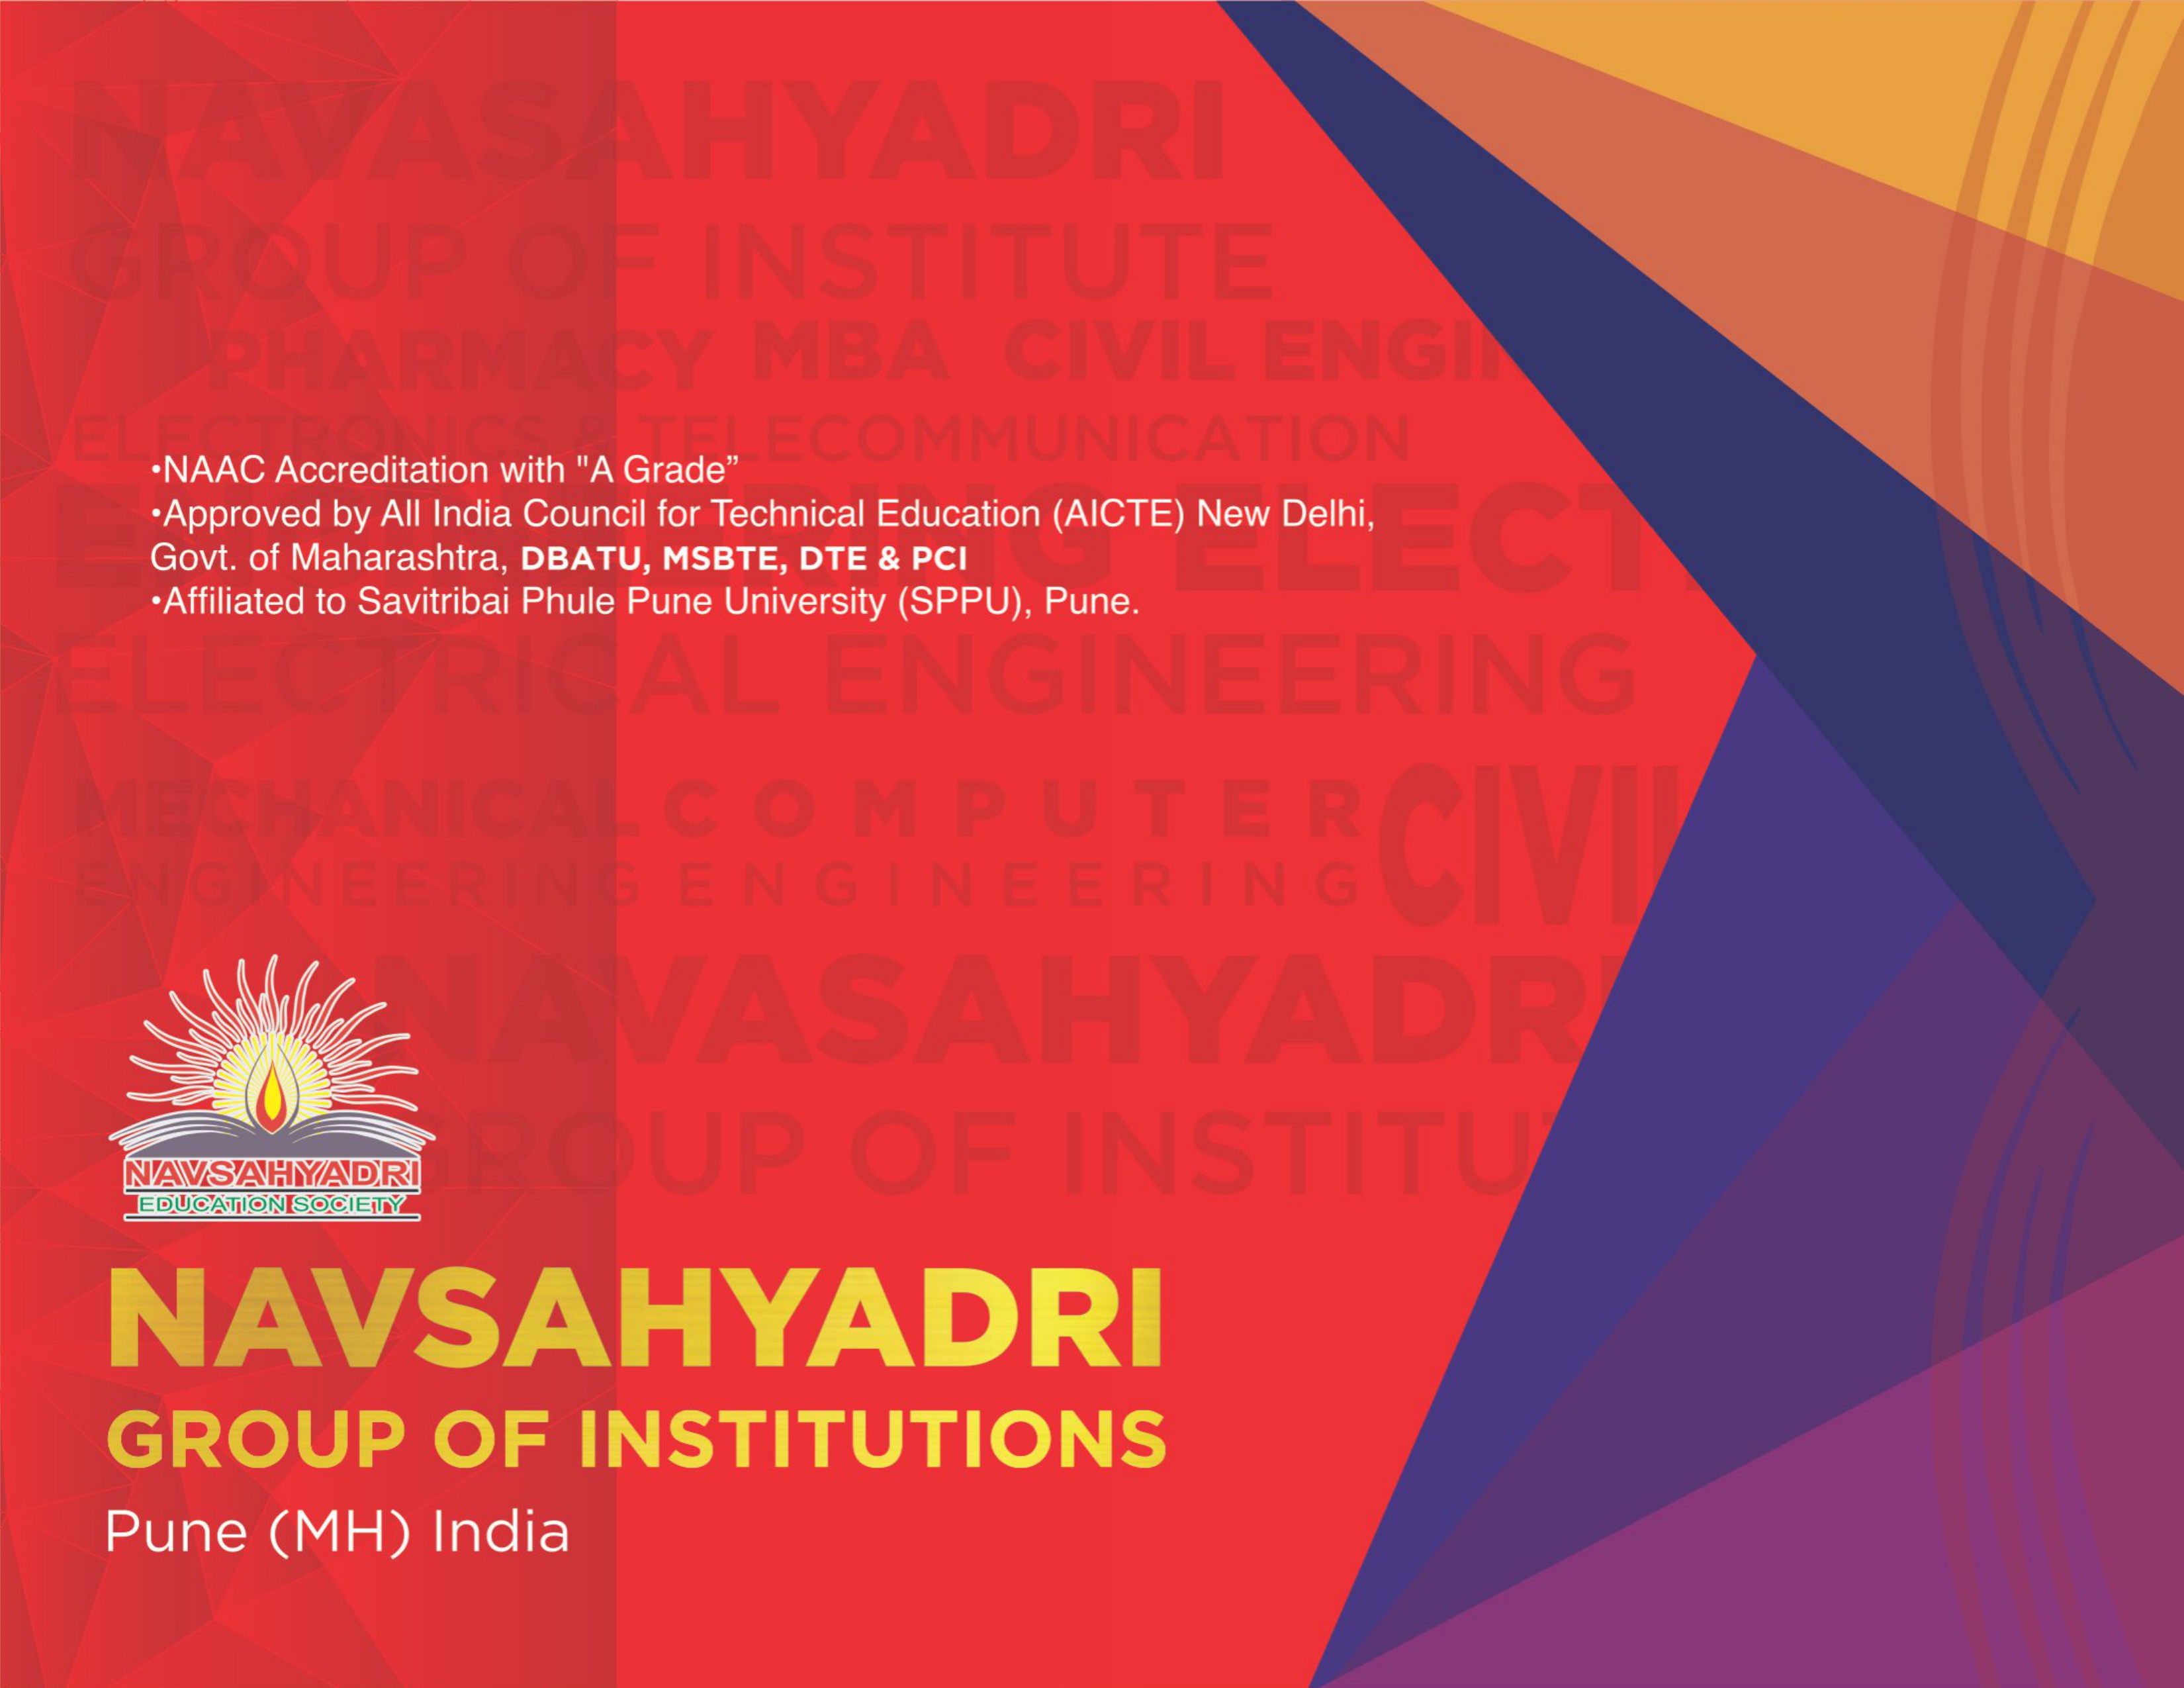 NAVASAHYADRI
GROUP OF INSTITUTE
PHARMACY MBA CIVIL
ELECTRONICS & TELECOMMUNICATION
•NAAC Accreditation with "A Grade”
•Approved by All India Council for Technical Education (AICTE) New Delhi,
Govt. of Maharashtra, DBATU, MSBTE, DTE & PCI
•Affiliated to Savitribai Phule Pune University (SPPU), Pune.
ELECTRICAL ENGINEERING
MECHANICAL COMPUTER
ENGINEERING ENGINEERING
NAVASAHYADRI
GROUP OF
NAVSAHYADRI
EDUCATION SOCIETY
NAVSAHYADRI
GROUP OF INSTITUTIONS
Pune (MH) India